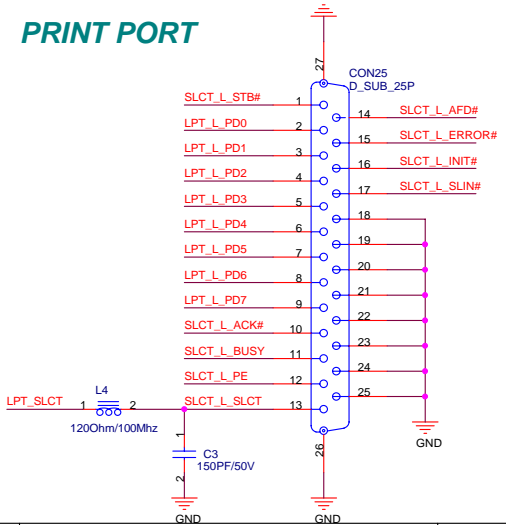 PRINT PORT
27
CON25
D_SUB_25P
SLCT_L_STB# 1
14 SLCT_L_AFD#
LPT_L_PD0 2
15 SLCT_L_ERROR#
LPT_L_PD1 3
16 SLCT_L_INIT#
LPT_L_PD2 4
17 SLCT_L_SLIN#
LPT_L_PD3 5
18
LPT_L_PD4 6
19
LPT_L_PD5 7
20
LPT_L_PD6 8
21
LPT_L_PD7 9
22
SLCT_L_ACK# 10
23
SLCT_L_BUSY 11
24
SLCT_L_PE 12
25
LPT_SLCT 1 L4 2 SLCT_L_SLCT 13
120Ohm/100Mhz
GND
1
C3
150PF/50V
2
26
GND
GND